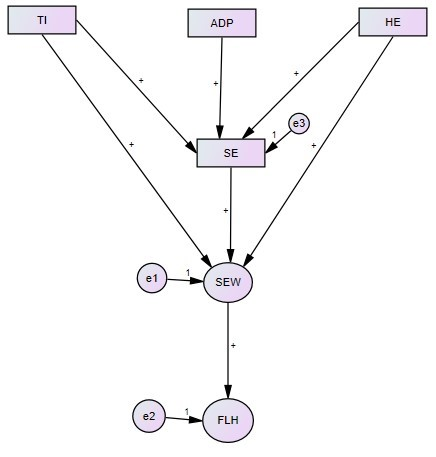 TI
ADP
HE
+
+
+
1
e3
SE
+
+
+
e1
1
SEW
+
e2
1
FLH